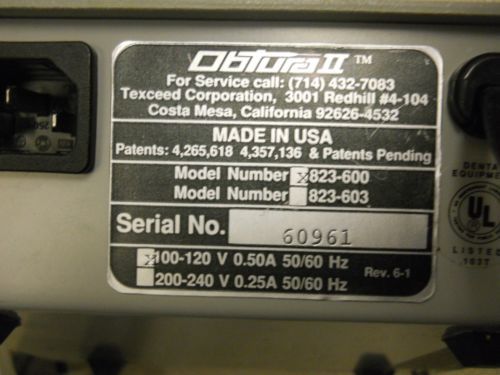 Obtura II ™
For Service call: (714) 432-7083
Texceed Corporation, 3001 Redhill #4-104
Costa Mesa, California 92626-4532
MADE IN USA
Patents: 4,265,618 4,357,136 & Patents Pending
Model Number x 823-600
Model Number 823-603
Serial No. 60961
x 100-120 V 0.50A 50/60 Hz
200-240 V 0.25A 50/60 Hz
Rev. 6-1
DENTAL
EQUIPMENT
UL
LISTED